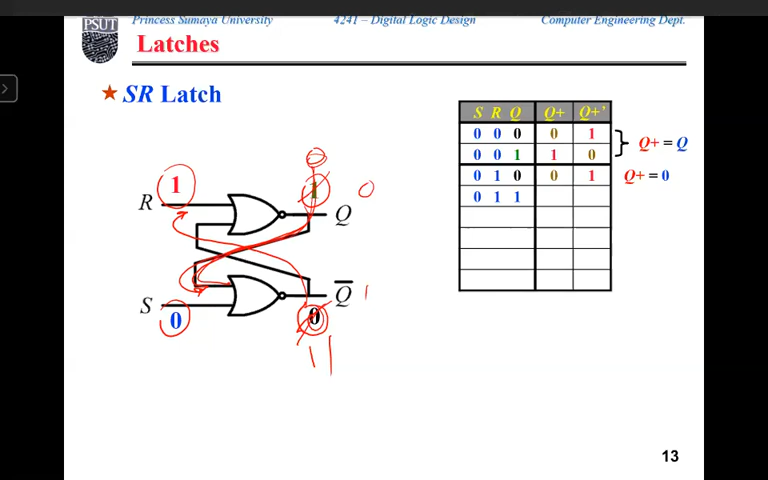 Princess Sumaya University 4241 – Digital Logic Design Computer Engineering Dept.
PSUT
Latches
★ SR Latch
S R Q Q+ Q+'
0 0 0 0 1
0 0 1 1 0
Q+ = Q
0 1 0 0 1 Q+ = 0
0 1 1
0
R 1 1 0
Q
S 0 0 1
Q̅
11
13